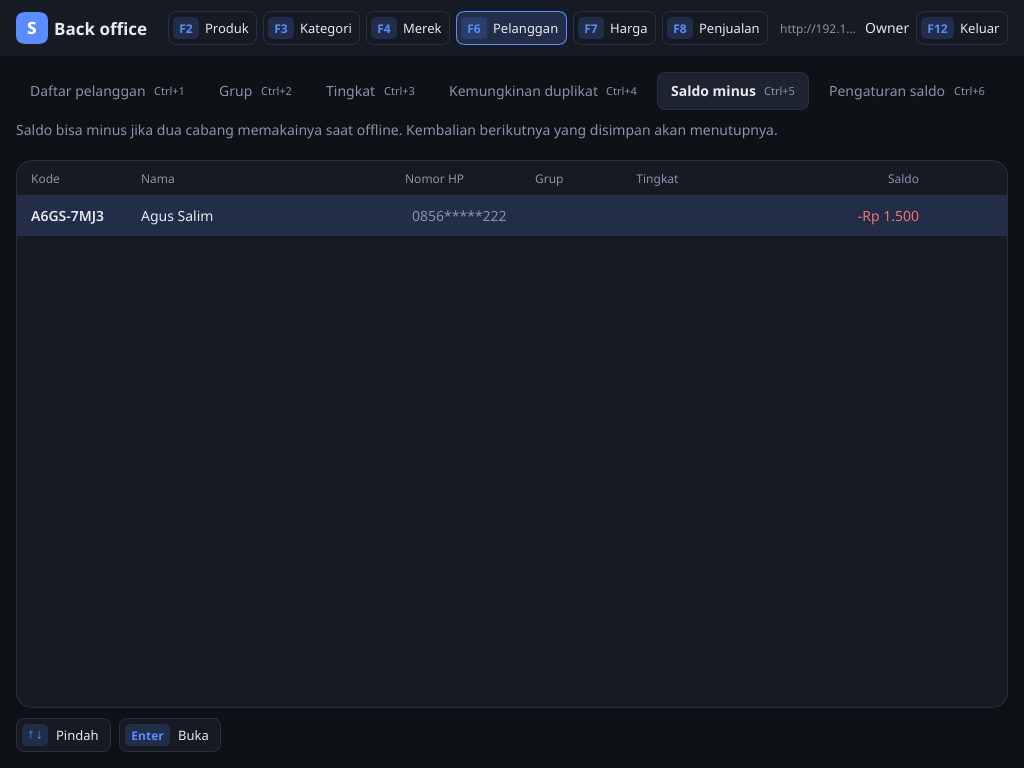 S Back office F2 Produk F3 Kategori F4 Merek F6 Pelanggan F7 Harga F8 Penjualan http://192.1... Owner F12 Keluar
Daftar pelanggan Ctrl+1 Grup Ctrl+2 Tingkat Ctrl+3 Kemungkinan duplikat Ctrl+4 Saldo minus Ctrl+5 Pengaturan saldo Ctrl+6
Saldo bisa minus jika dua cabang memakainya saat offline. Kembalian berikutnya yang disimpan akan menutupnya.
Kode Nama Nomor HP Grup Tingkat Saldo
A6GS-7MJ3 Agus Salim 0856*****222 -Rp 1.500
↑↓ Pindah Enter Buka